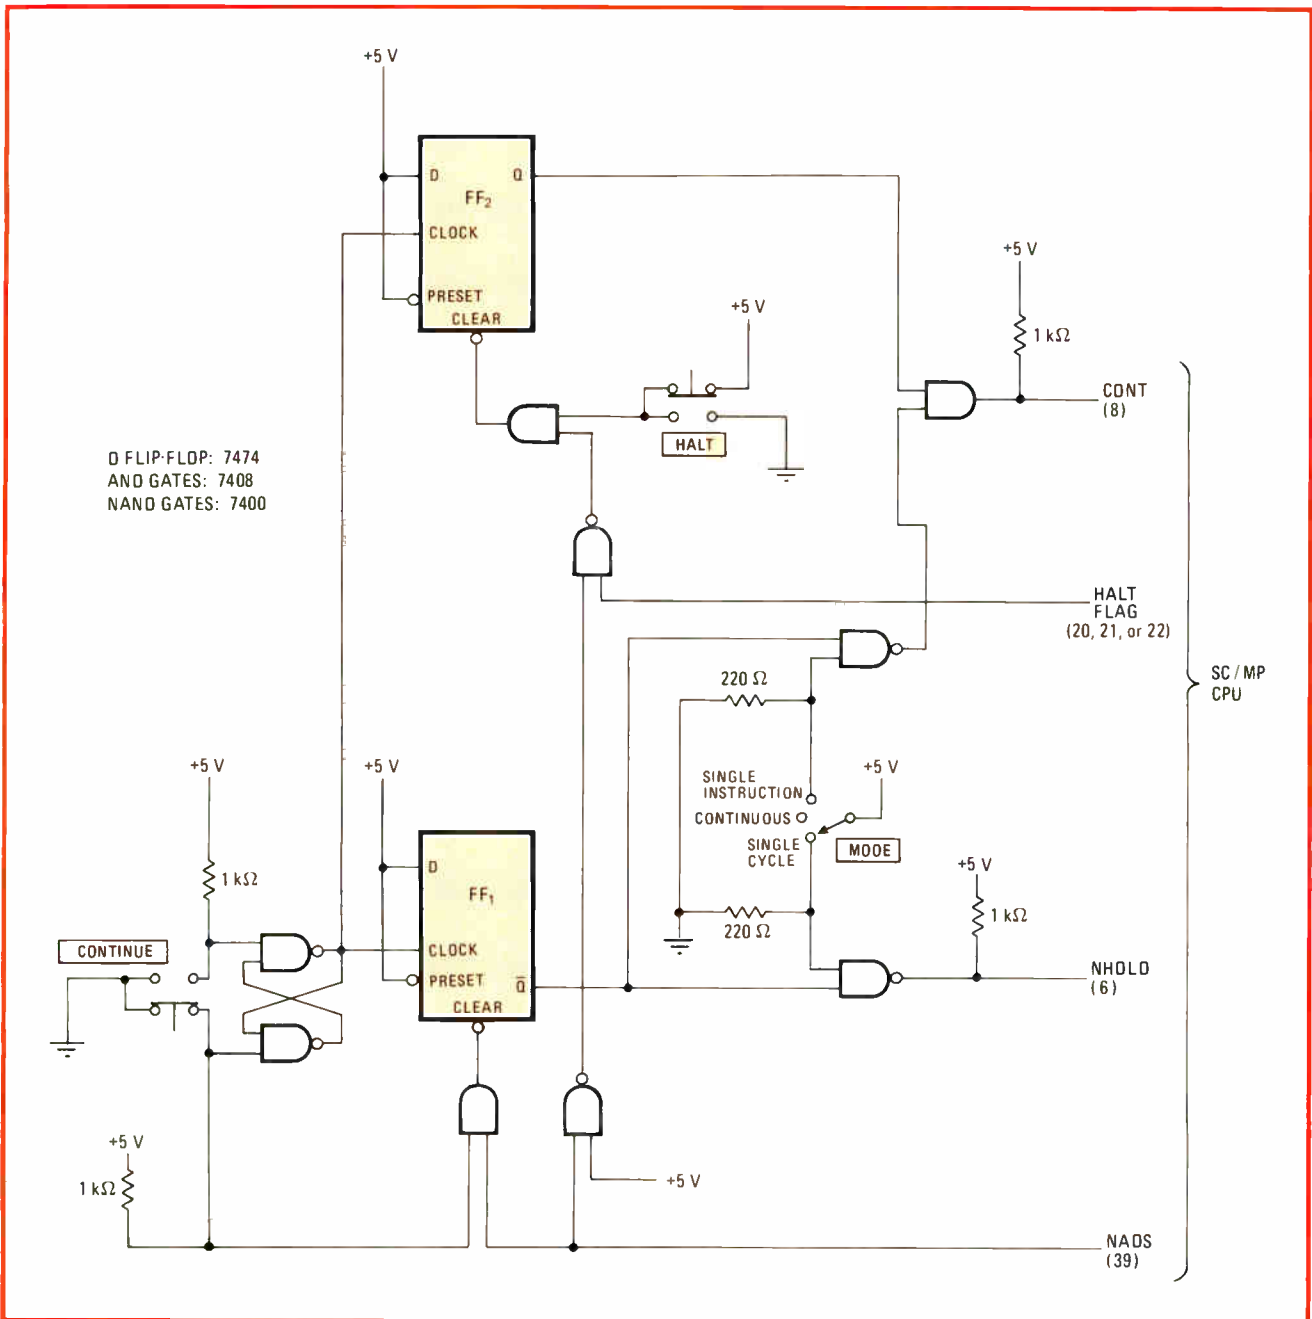 +5 V
D Q
FF2
CLOCK
PRESET
CLEAR
+5 V
HALT
+5 V
1 kΩ
CONT
(8)
D FLIP-FLOP: 7474
AND GATES: 7408
NAND GATES: 7400
HALT
FLAG
(20, 21, or 22)
SC/MP
CPU
220 Ω
SINGLE
INSTRUCTION
CONTINUOUS
SINGLE
CYCLE
+5 V
MODE
220 Ω
+5 V
1 kΩ
NHOLD
(6)
+5 V
1 kΩ
CONTINUE
+5 V
D
FF1
CLOCK
PRESET Q̅
CLEAR
+5 V
1 kΩ
+5 V
NADS
(39)